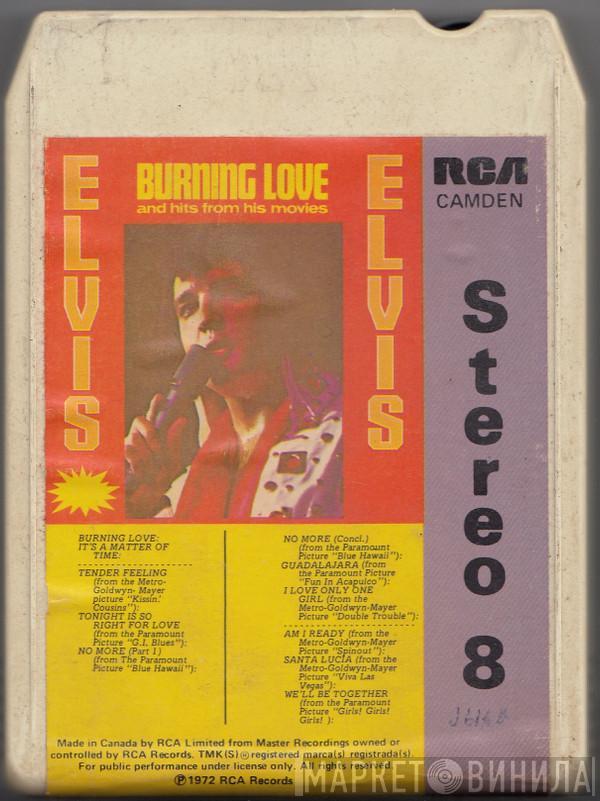 ELVIS
BURNING LOVE
and hits from his movies
ELVIS
RCA
CAMDEN
Stereo 8
BURNING LOVE:
IT'S A MATTER OF
TIME:
TENDER FEELING
(from the Metro-
Goldwyn- Mayer
picture "Kissin'
Cousins"):
TONIGHT IS SO
RIGHT FOR LOVE
(from the Paramount
Picture "G.I. Blues"):
NO MORE (Part 1)
(from The Paramount
Picture "Blue Hawaii"):
NO MORE (Concl.)
(from the Paramount
Picture "Blue Hawaii"):
GUADALAJARA (from
the Paramount Picture
"Fun In Acapulco"):
I LOVE ONLY ONE
GIRL (from the
Metro-Goldwyn-Mayer
Picture "Double Trouble"):
AM I READY (from the
Metro-Goldwyn-Mayer
Picture "Spinout"):
SANTA LUCIA (from the
Metro-Goldwyn-Mayer
Picture "Viva Las
Vegas"):
WE'LL BE TOGETHER
(from the Paramount
Picture "Girls! Girls!
Girls! ):
Made in Canada by RCA Limited from Master Recordings owned or
controlled by RCA Records. TMK(S) ® registered marca(s) registrada(s).
For public performance under license only. All rights reserved.
℗ 1972 RCA Records
МАРКЕТ ВИНИЛА